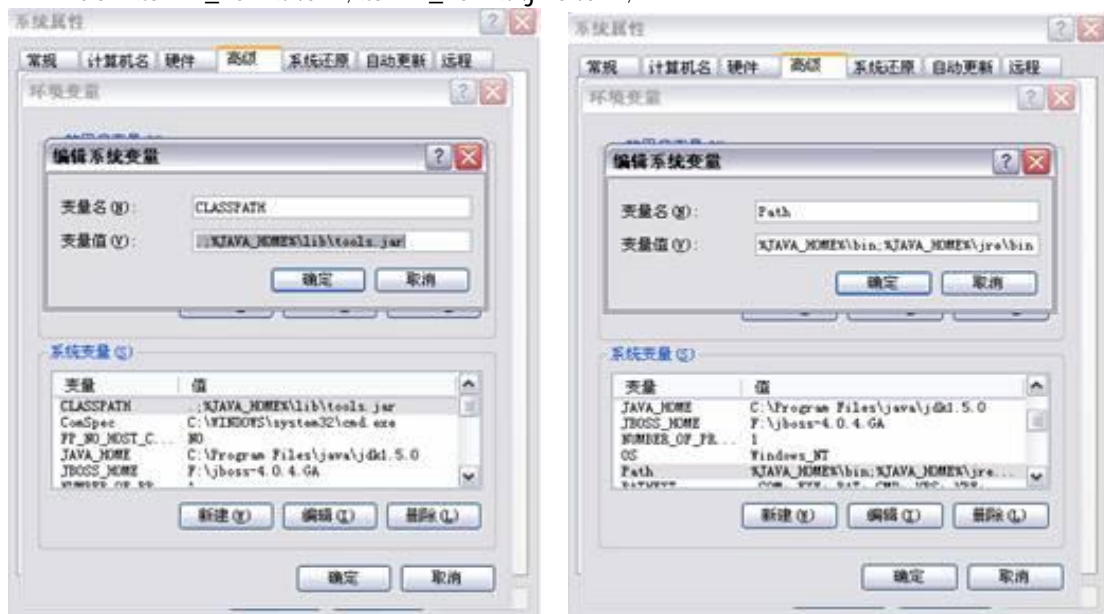 系统属性
常规 计算机名 硬件 高级 系统还原 自动更新 远程
环境变量
编辑系统变量
变量名(N): CLASSPATH
变量值(V): .;%JAVA_HOME%\lib\tools.jar
确定 取消
系统变量(S)
变量 值
CLASSPATH .;%JAVA_HOME%\lib\tools.jar
ComSpec C:\WINDOWS\system32\cmd.exe
FP_NO_HOST_C... NO
JAVA_HOME C:\Program Files\java\jdk1.5.0
JBOSS_HOME F:\jboss-4.0.4.GA
新建(W) 编辑(I) 删除(L)
确定 取消
系统属性
常规 计算机名 硬件 高级 系统还原 自动更新 远程
环境变量
编辑系统变量
变量名(N): Path
变量值(V): %JAVA_HOME%\bin;%JAVA_HOME%\jre\bin
确定 取消
系统变量(S)
变量 值
JAVA_HOME C:\Program Files\java\jdk1.5.0
JBOSS_HOME F:\jboss-4.0.4.GA
NUMBER_OF_PR... 1
OS Windows_NT
Path %JAVA_HOME%\bin;%JAVA_HOME%\jre...
新建(W) 编辑(I) 删除(L)
确定 取消